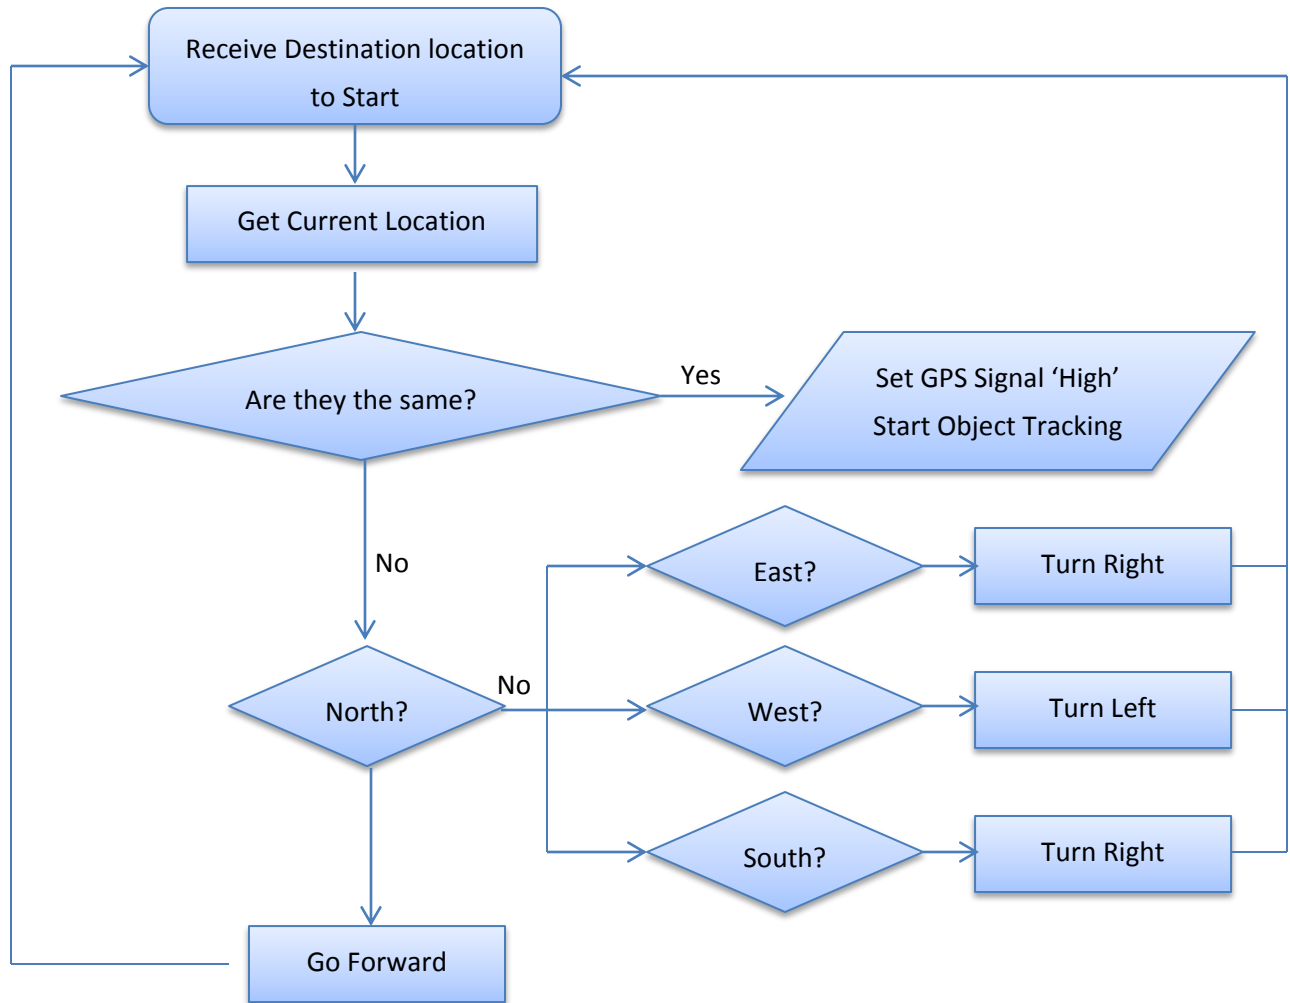 Receive Destination location
to Start
Get Current Location
Are they the same?
Yes
Set GPS Signal ‘High’
Start Object Tracking
No
East?
Turn Right
North?
No
West?
Turn Left
South?
Turn Right
Go Forward